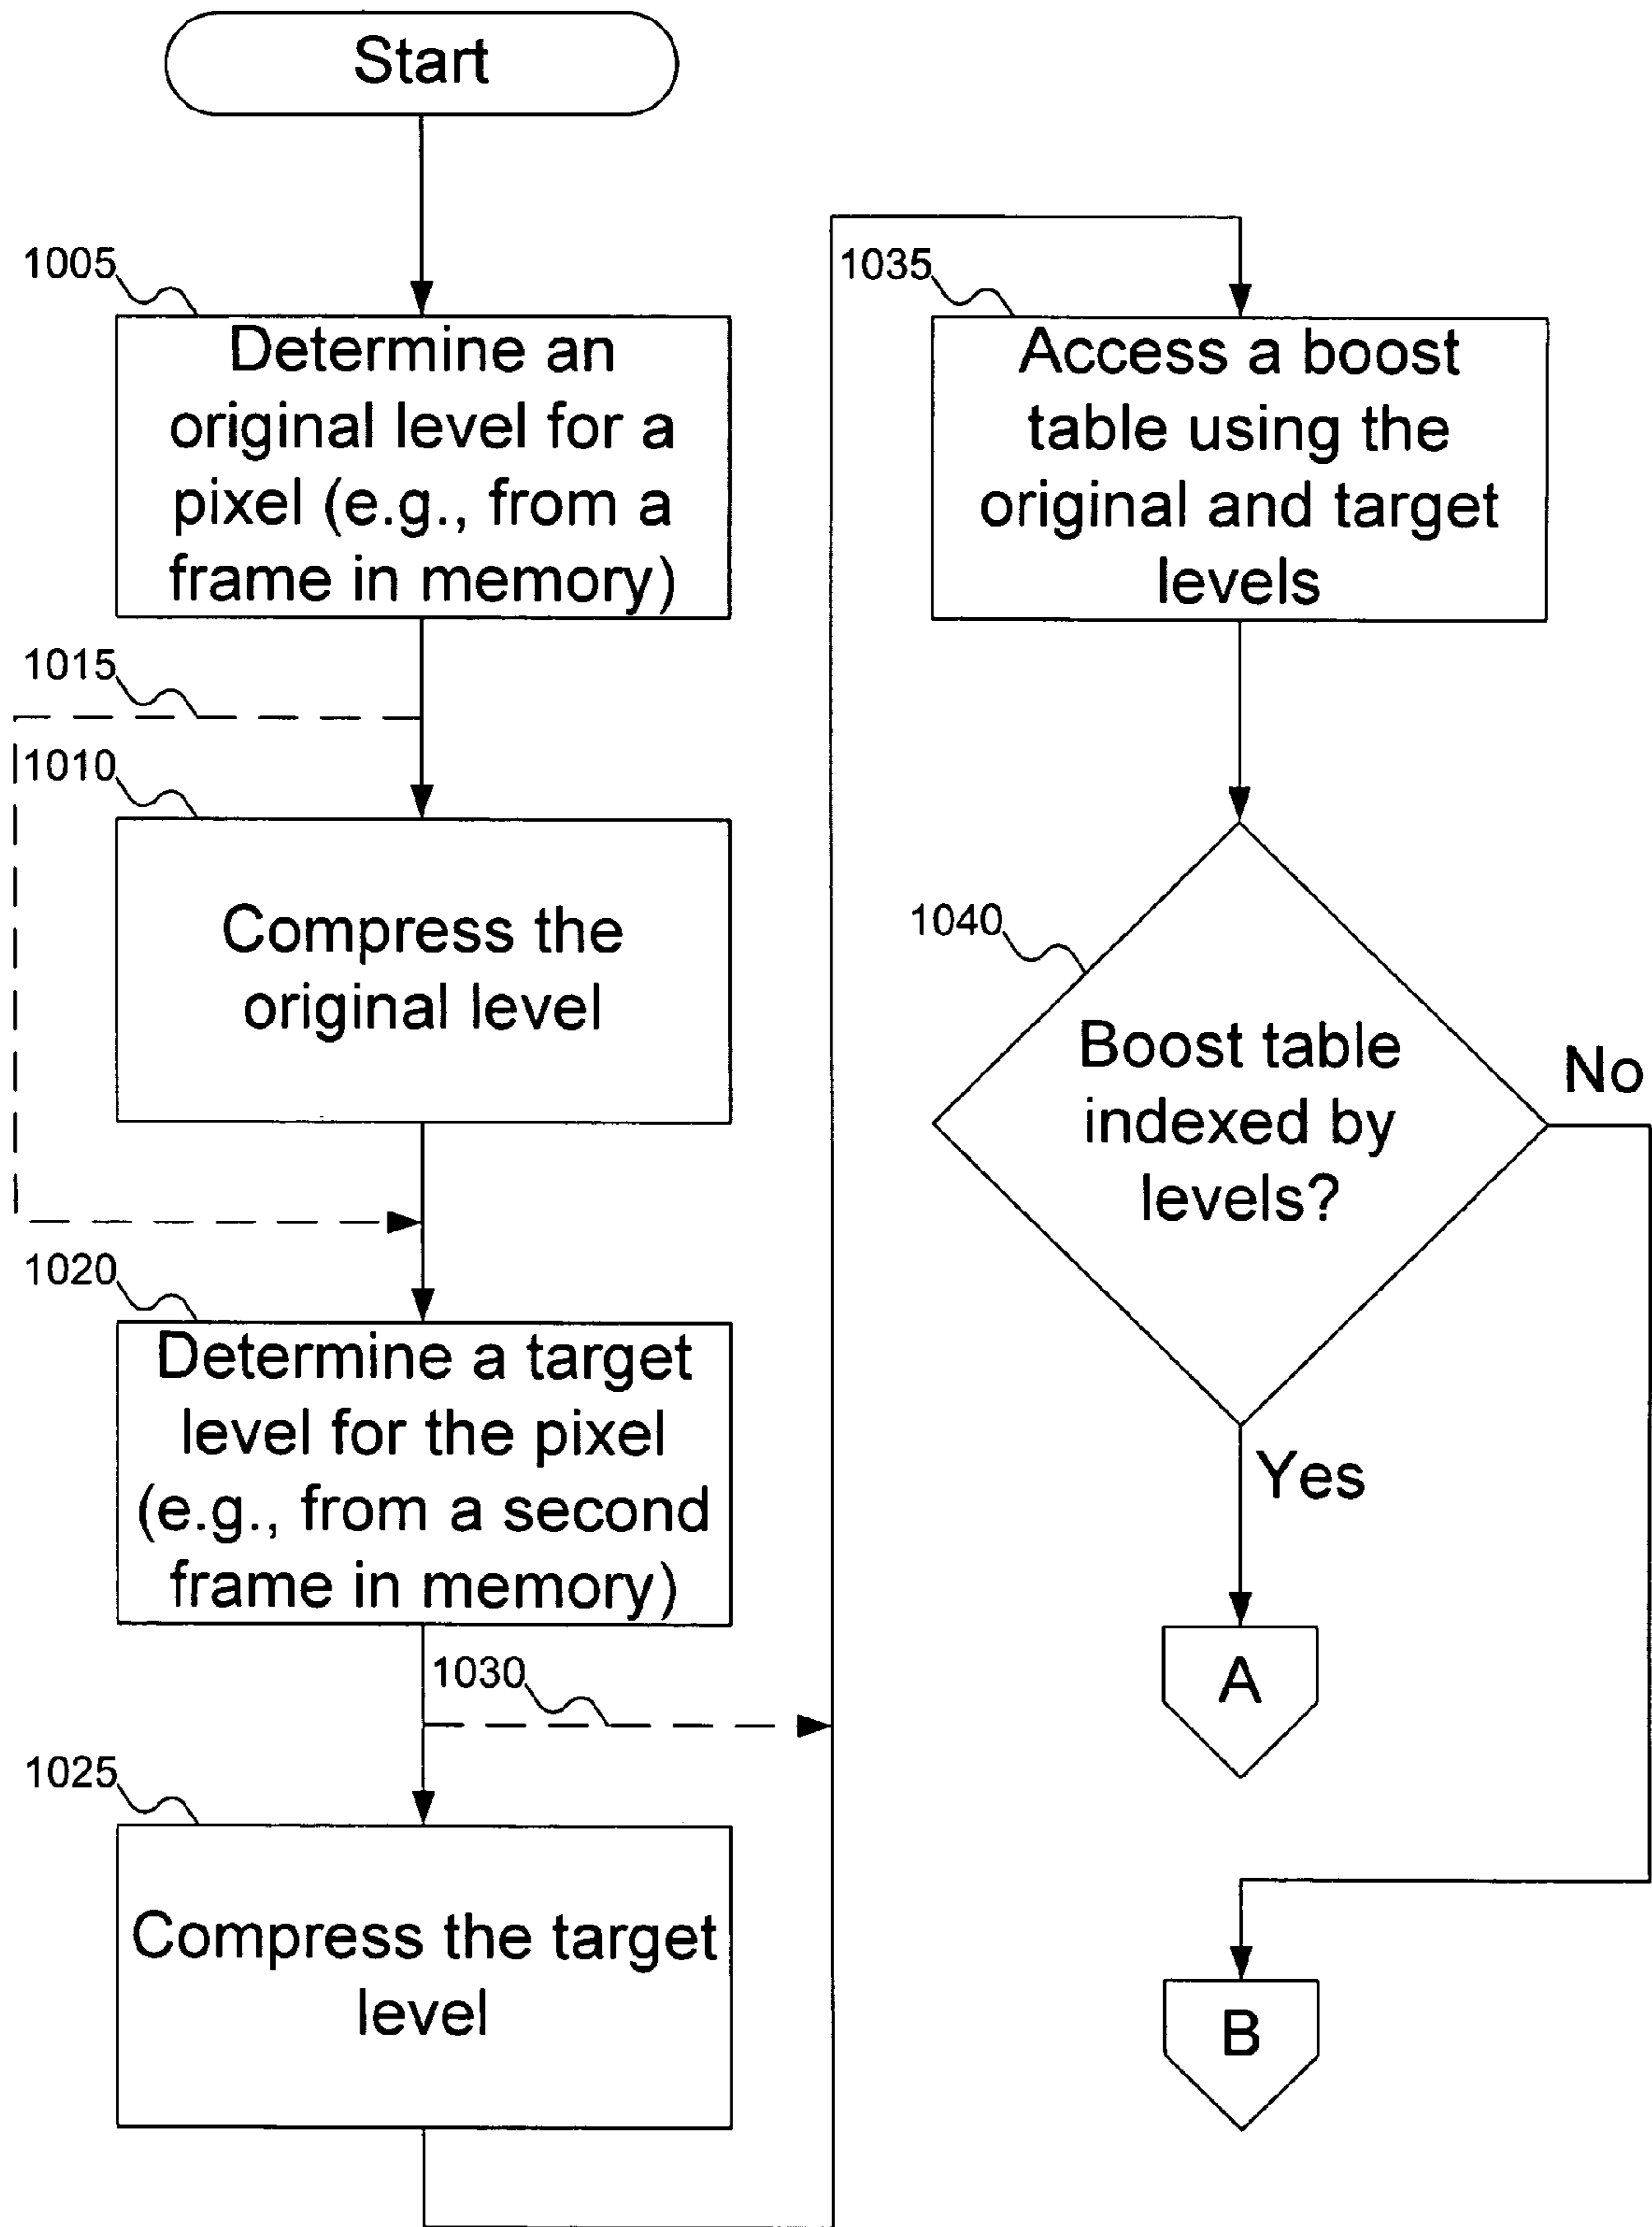 Start
1005
Determine an
original level for a
pixel (e.g., from a
frame in memory)
1015
1010
Compress the
original level
1020
Determine a target
level for the pixel
(e.g., from a second
frame in memory)
1030
1025
Compress the target
level
1035
Access a boost
table using the
original and target
levels
1040
Boost table
indexed by
levels?
No
Yes
A
B